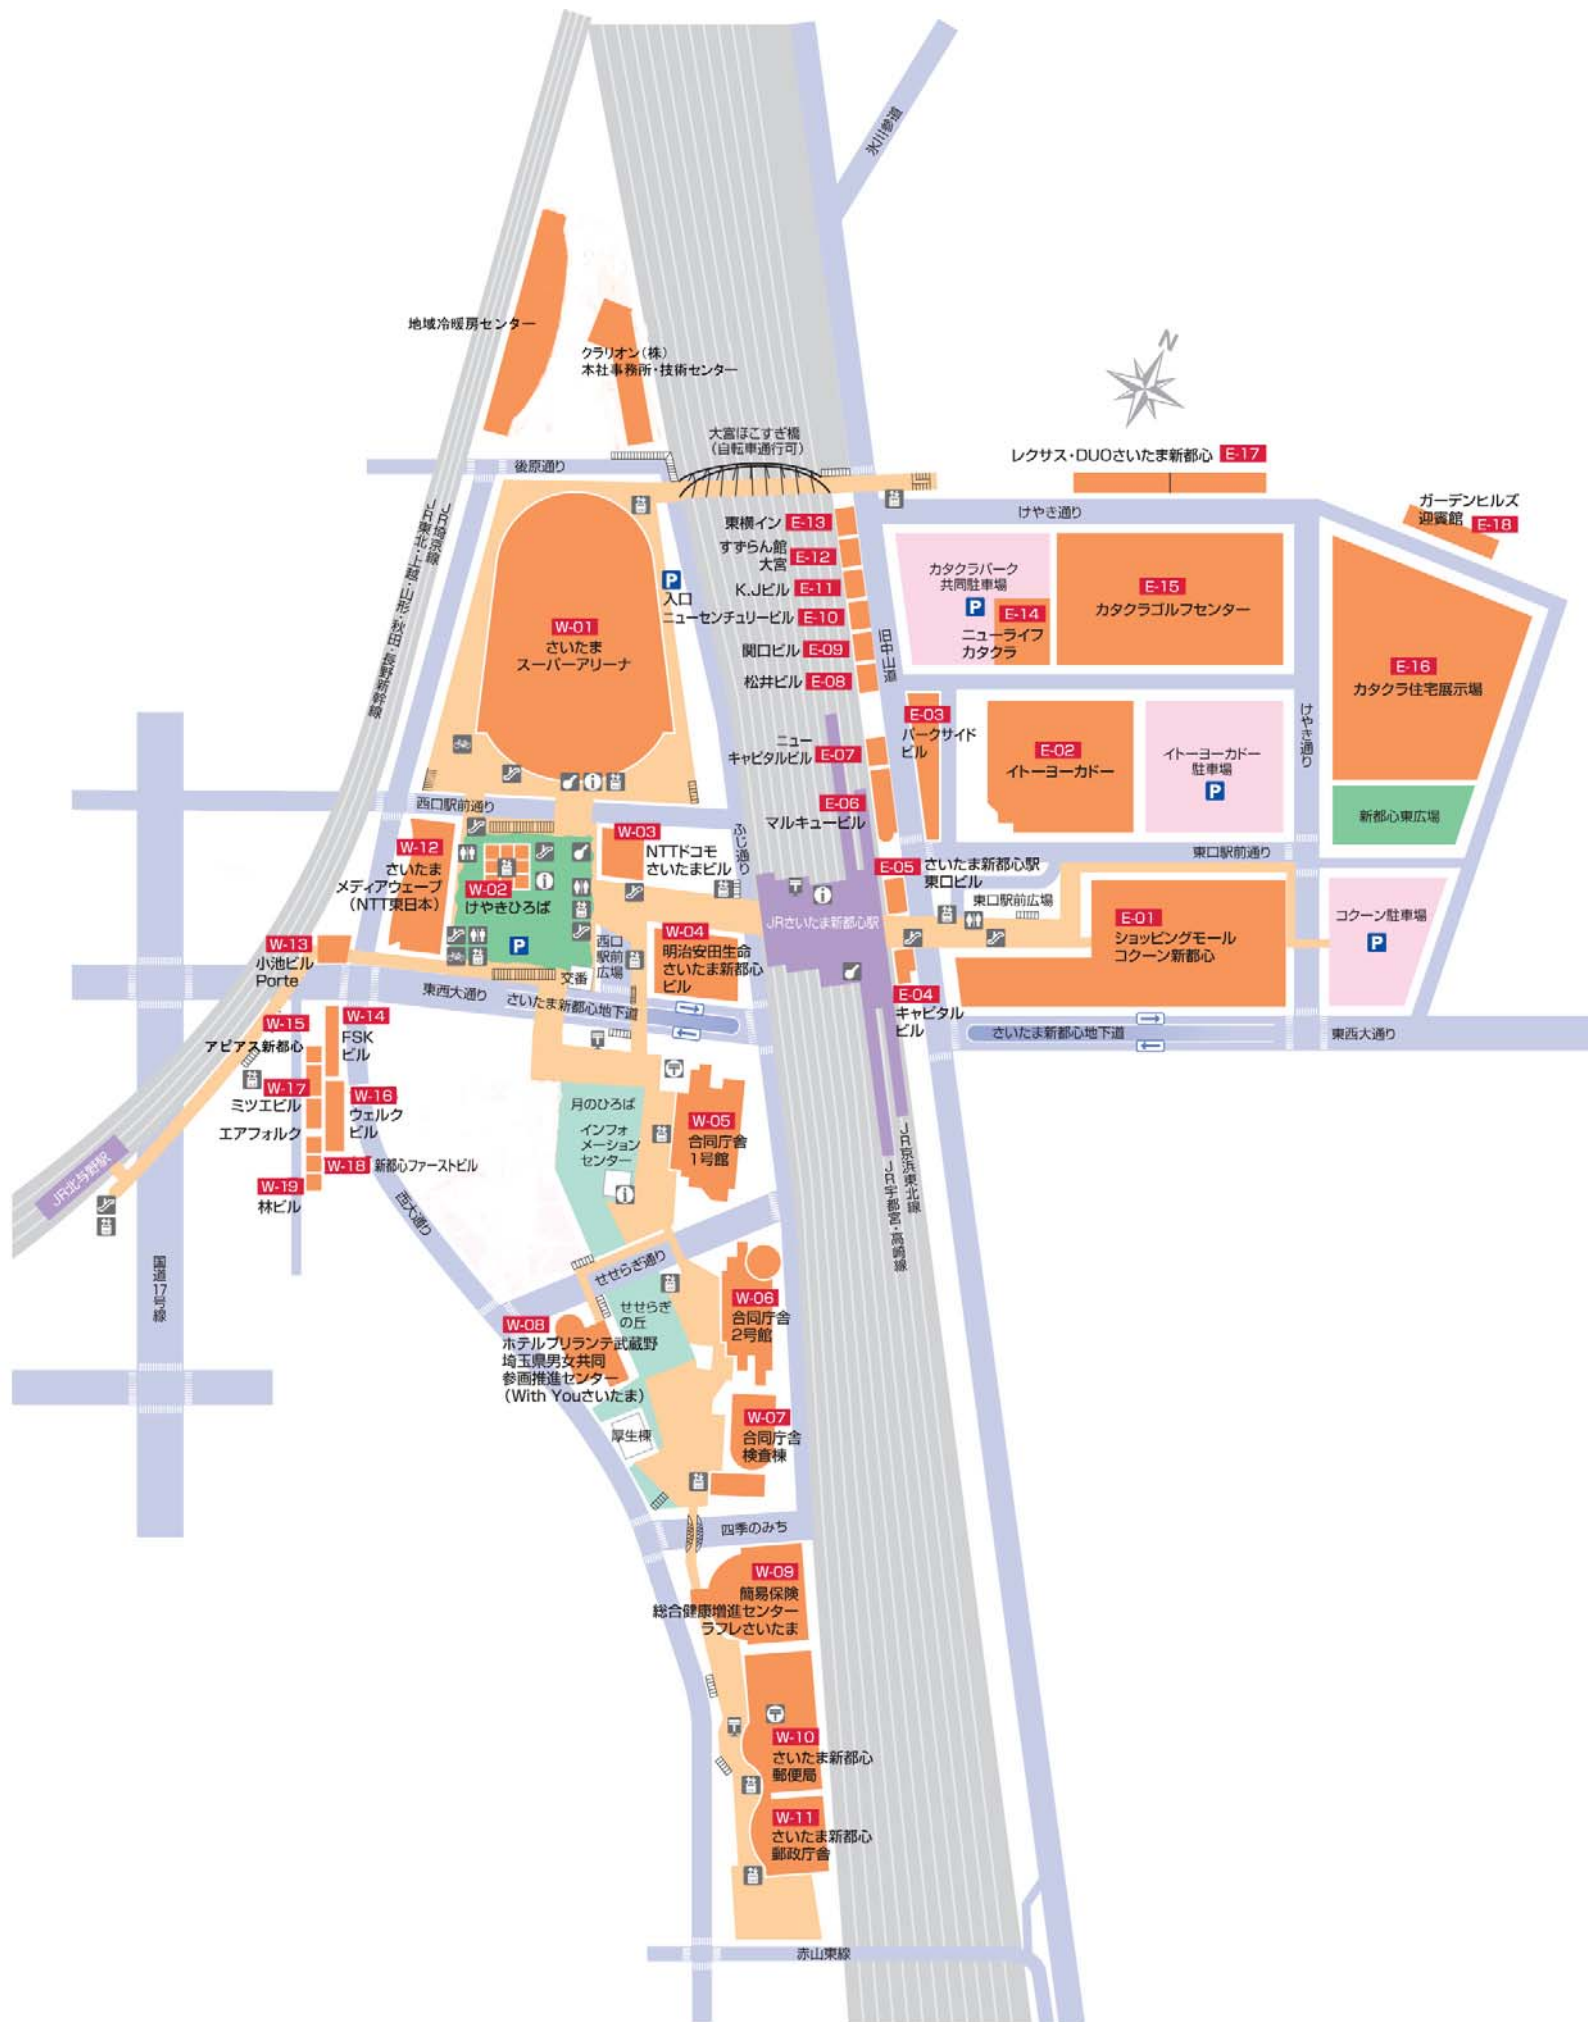 氷川参道
地域冷暖房センター
クラリオン(株)
本社事務所・技術センター
N
大宮ほこすぎ橋
(自転車通行可)
レクサス・DUOさいたま新都心 E-17
後原通り
けやき通り
ガーデンヒルズ
迎賓館 E-18
JR埼京線
JR東北・上越・山形・秋田・長野新幹線
東横イン E-13
すずらん館
大宮 E-12
K.Jビル E-11
ニューセンチュリービル E-10
関口ビル E-09
松井ビル E-08
P
入口
W-01
さいたま
スーパーアリーナ
旧中山道
カタクラパーク
共同駐車場
P
E-14
ニューライフ
カタクラ
E-15
カタクラゴルフセンター
E-16
カタクラ住宅展示場
けやき通り
E-03
パークサイド
ビル
ニュー
キャピタルビル E-07
E-02
イトーヨーカドー
イトーヨーカドー
駐車場
P
E-06
マルキュービル
新都心東広場
西口駅前通り
ふじ通り
東口駅前通り
W-12
さいたま
メディアウェーブ
(NTT東日本)
W-02
けやきひろば
P
W-03
NTTドコモ
さいたまビル
E-05 さいたま新都心駅
東口ビル
東口駅前広場
JRさいたま新都心駅
E-01
ショッピングモール
コクーン新都心
コクーン駐車場
P
W-04
明治安田生命
さいたま新都心
ビル
西口
駅前
広場
交番
W-13
小池ビル
Porte
東西大通り
さいたま新都心地下道
E-04
キャピタル
ビル
さいたま新都心地下道
東西大通り
W-15
アピアス新都心
W-14
FSK
ビル
W-17
ミツエビル
エアフォルク
W-16
ウェルク
ビル
W-18 新都心ファーストビル
W-19
林ビル
JR北与野駅
月のひろば
インフォ
メーション
センター
W-05
合同庁舎
1号館
JR京浜東北線
JR宇都宮・高崎線
西大通り
国道17号線
せせらぎ通り
せせらぎ
の丘
W-06
合同庁舎
2号館
W-08
ホテルブリランテ武蔵野
埼玉県男女共同
参画推進センター
(With Youさいたま)
厚生棟
W-07
合同庁舎
検査棟
四季のみち
W-09
簡易保険
総合健康増進センター
ラフレさいたま
W-10
さいたま新都心
郵便局
W-11
さいたま新都心
郵政庁舎
赤山東線